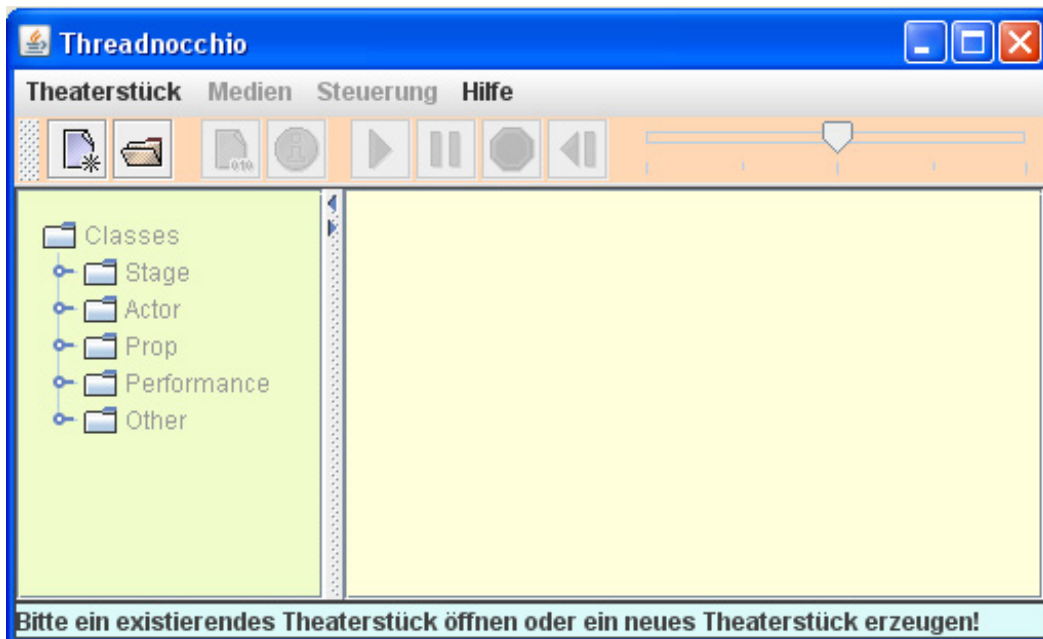 Threadnocchio
Theaterstück Medien Steuerung Hilfe
010
Classes
Stage
Actor
Prop
Performance
Other
Bitte ein existierendes Theaterstück öffnen oder ein neues Theaterstück erzeugen!